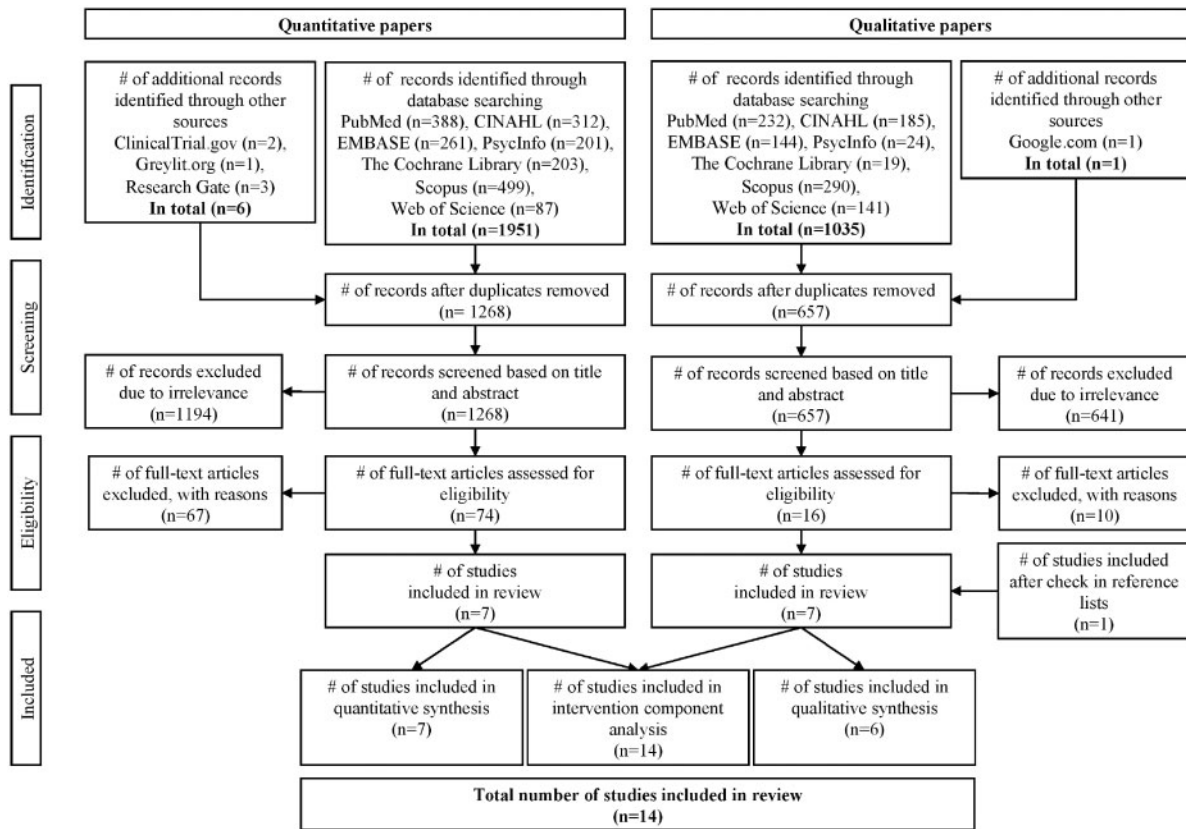 Quantitative papers
Qualitative papers
Identification
# of additional records
identified through other
sources
ClinicalTrial.gov (n=2),
Greylit.org (n=1),
Research Gate (n=3)
In total (n=6)
# of records identified through
database searching
PubMed (n=388), CINAHL (n=312),
EMBASE (n=261), PsycInfo (n=201),
The Cochrane Library (n=203),
Scopus (n=499),
Web of Science (n=87)
In total (n=1951)
# of records identified through
database searching
PubMed (n=232), CINAHL (n=185),
EMBASE (n=144), PsycInfo (n=24),
The Cochrane Library (n=19),
Scopus (n=290),
Web of Science (n=141)
In total (n=1035)
# of additional records
identified through other
sources
Google.com (n=1)
In total (n=1)
Screening
# of records after duplicates removed
(n= 1268)
# of records after duplicates removed
(n=657)
# of records excluded
due to irrelevance
(n=1194)
# of records screened based on title
and abstract
(n=1268)
# of records screened based on title
and abstract
(n=657)
# of records excluded
due to irrelevance
(n=641)
Eligibility
# of full-text articles
excluded, with reasons
(n=67)
# of full-text articles assessed for
eligibility
(n=74)
# of full-text articles assessed for
eligibility
(n=16)
# of full-text articles
excluded, with reasons
(n=10)
# of studies
included in review
(n=7)
# of studies
included in review
(n=7)
# of studies included
after check in reference
lists
(n=1)
Included
# of studies included in
quantitative synthesis
(n=7)
# of studies included in
intervention component
analysis
(n=14)
# of studies included in
qualitative synthesis
(n=6)
Total number of studies included in review
(n=14)